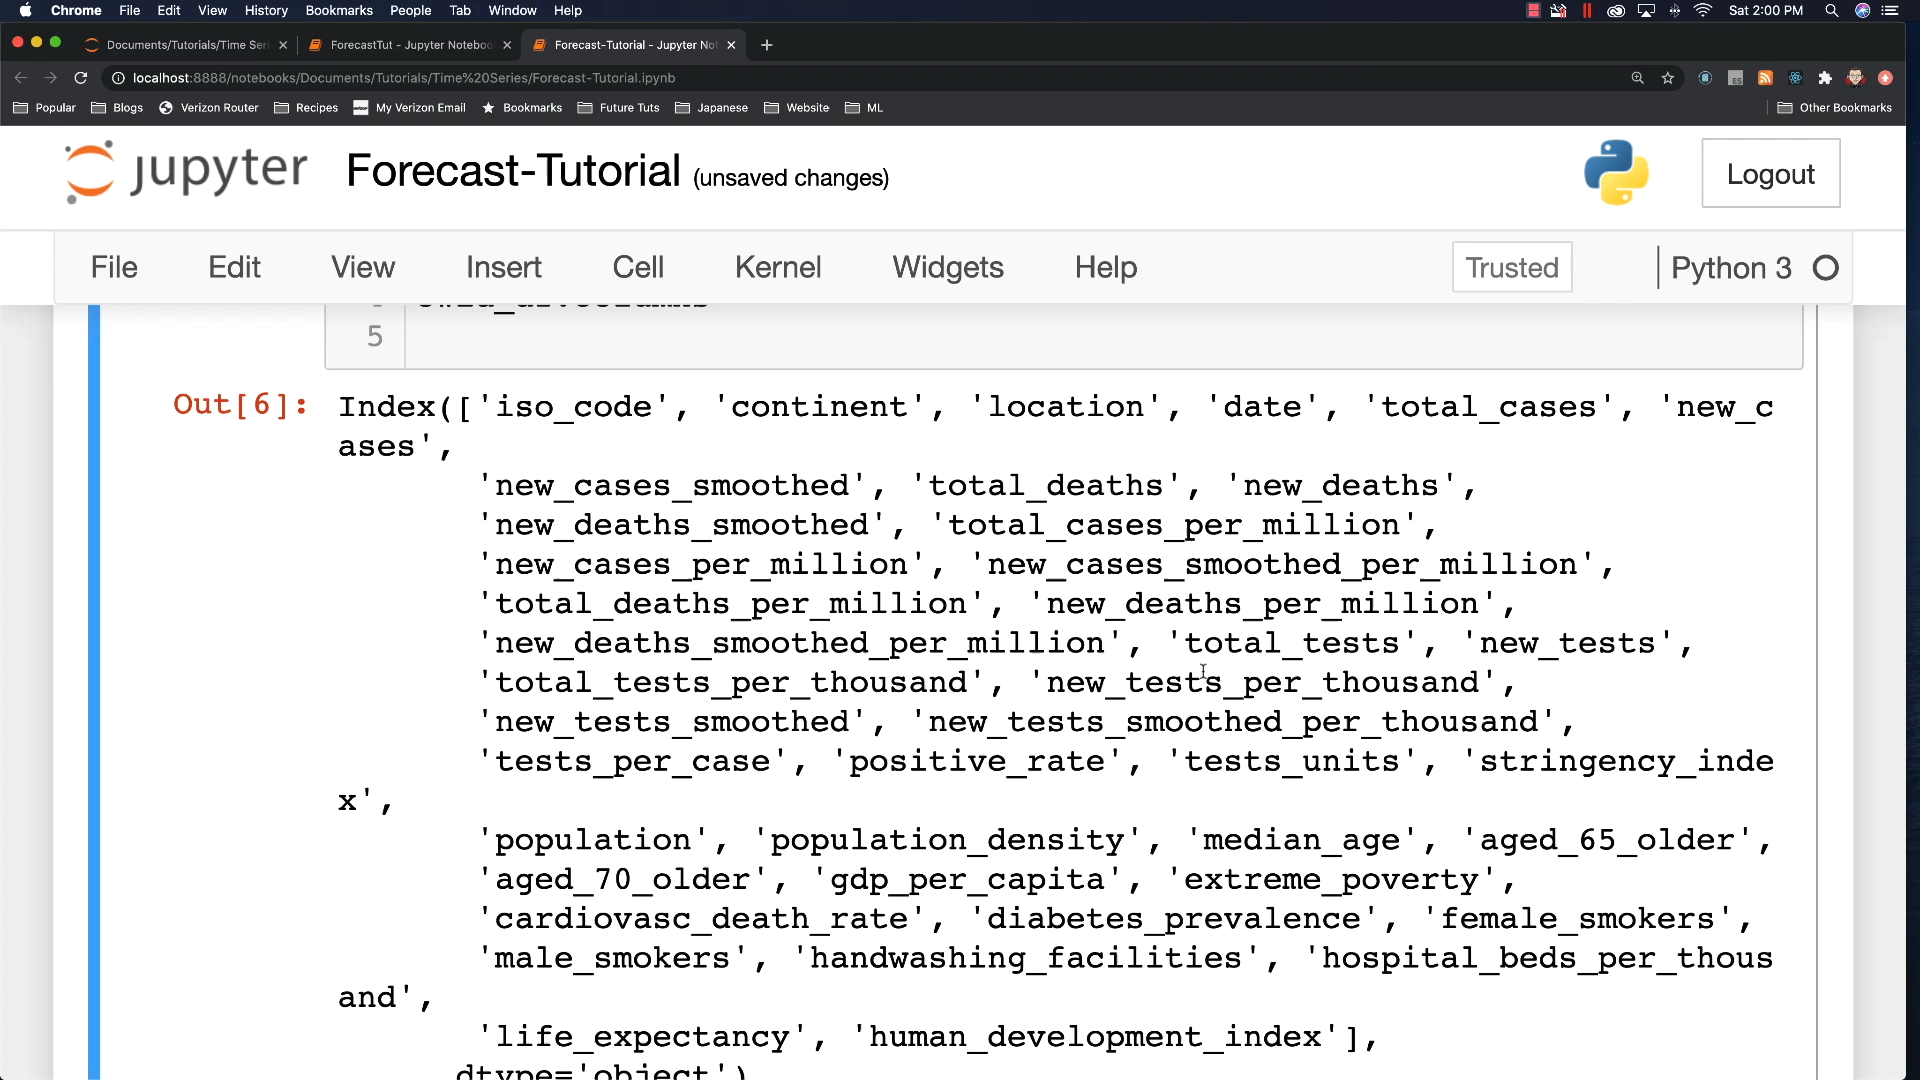 Chrome File Edit View History Bookmarks People Tab Window Help Sat 2:00 PM
Documents/Tutorials/Time Seri ForecastTut - Jupyter Noteboo Forecast-Tutorial - Jupyter Not
localhost:8888/notebooks/Documents/Tutorials/Time%20Series/Forecast-Tutorial.ipynb
Popular Blogs Verizon Router Recipes My Verizon Email Bookmarks Future Tuts Japanese Website ML Other Bookmarks
jupyter Forecast-Tutorial (unsaved changes) Logout
File Edit View Insert Cell Kernel Widgets Help Trusted Python 3
5
Out[6]: Index(['iso_code', 'continent', 'location', 'date', 'total_cases', 'new_c
ases',
'new_cases_smoothed', 'total_deaths', 'new_deaths',
'new_deaths_smoothed', 'total_cases_per_million',
'new_cases_per_million', 'new_cases_smoothed_per_million',
'total_deaths_per_million', 'new_deaths_per_million',
'new_deaths_smoothed_per_million', 'total_tests', 'new_tests',
'total_tests_per_thousand', 'new_tests_per_thousand',
'new_tests_smoothed', 'new_tests_smoothed_per_thousand',
'tests_per_case', 'positive_rate', 'tests_units', 'stringency_inde
x',
'population', 'population_density', 'median_age', 'aged_65_older',
'aged_70_older', 'gdp_per_capita', 'extreme_poverty',
'cardiovasc_death_rate', 'diabetes_prevalence', 'female_smokers',
'male_smokers', 'handwashing_facilities', 'hospital_beds_per_thous
and',
'life_expectancy', 'human_development_index'],
dtype='object')